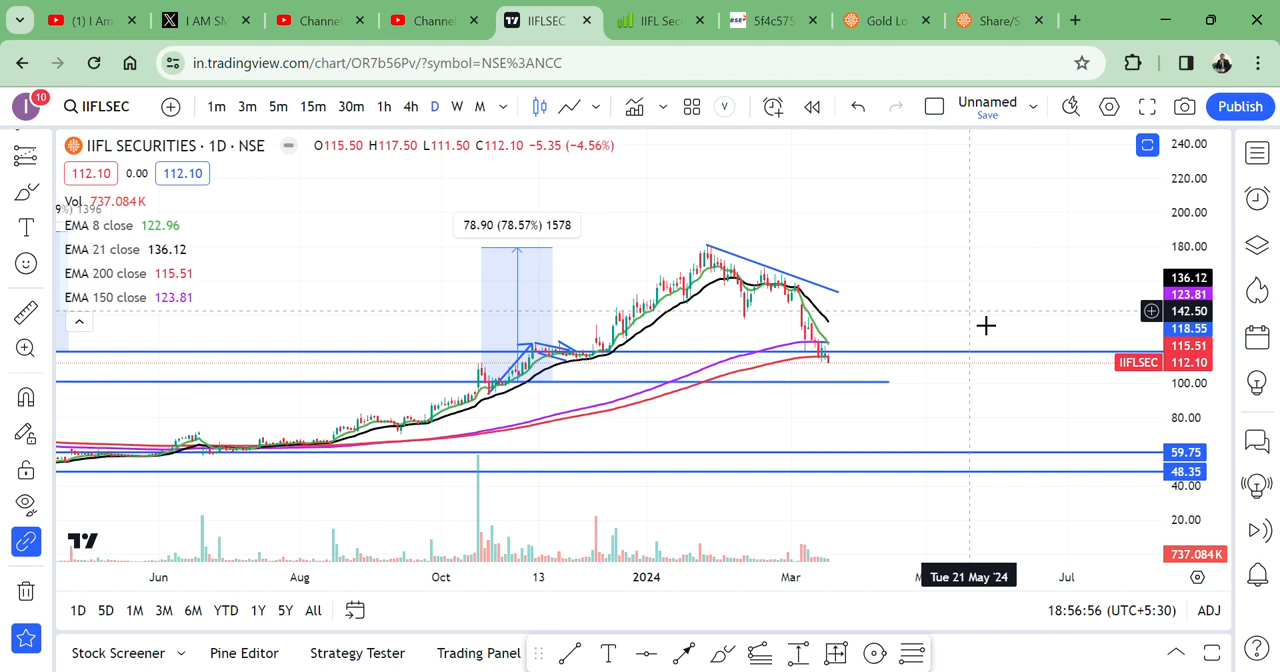 (1) I Am
I AM SM
Channel
Channel
IIFLSEC
IIFL Sec
BSE
5f4c575
Gold Lo
Share/S
in.tradingview.com/chart/OR7b56Pv/?symbol=NSE%3ANCC
I 10 IIFLSEC 1m 3m 5m 15m 30m 1h 4h D W M V Unnamed Save Publish
IIFL SECURITIES · 1D · NSE O115.50 H117.50 L111.50 C112.10 -5.35 (-4.56%)
112.10 0.00 112.10
Vol 737.084K
9%) 1396
EMA 8 close 122.96
EMA 21 close 136.12
EMA 200 close 115.51
EMA 150 close 123.81
78.90 (78.57%) 1578
240.00
220.00
200.00
180.00
136.12
123.81
142.50
118.55
115.51
IIFLSEC 112.10
100.00
80.00
59.75
48.35
40.00
20.00
737.084K
Jun Aug Oct 13 2024 Mar Tue 21 May '24 Jul
1D 5D 1M 3M 6M YTD 1Y 5Y All 18:56:56 (UTC+5:30) ADJ
Stock Screener Pine Editor Strategy Tester Trading Panel